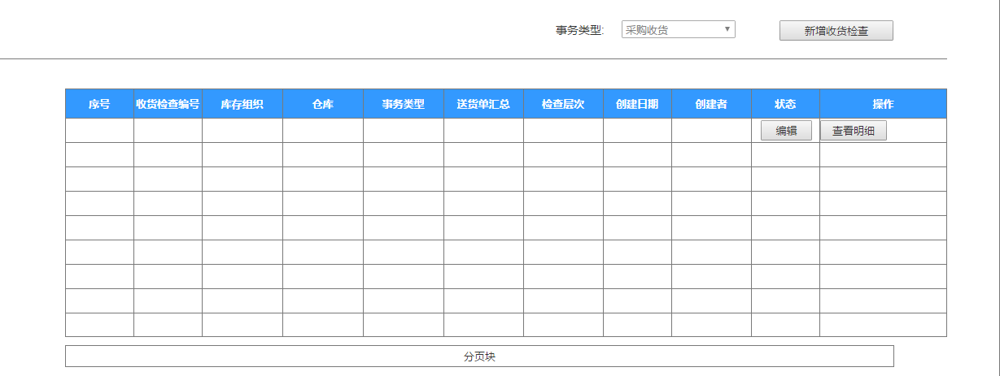 事务类型: 采购收货 新增收货检查
序号 收货检查编号 库存组织 仓库 事务类型 送货单汇总 检查层次 创建日期 创建者 状态 操作
编辑 查看明细
分页块